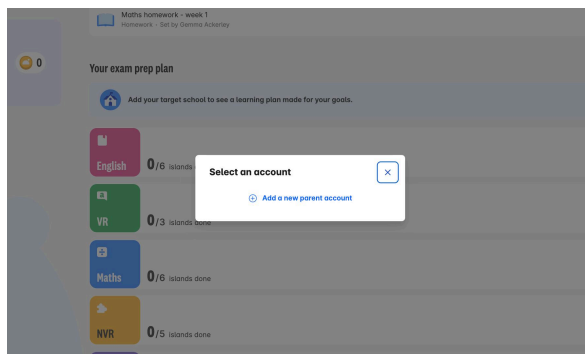 Maths homework - week 1
Homework - Set by Gemma Ackerley
0
Your exam prep plan
Add your target school to see a learning plan made for your goals.
English
0/6 islands
Select an account
Add a new parent account
VR
0/3 islands done
Maths
0/6 islands done
NVR
0/5 islands done